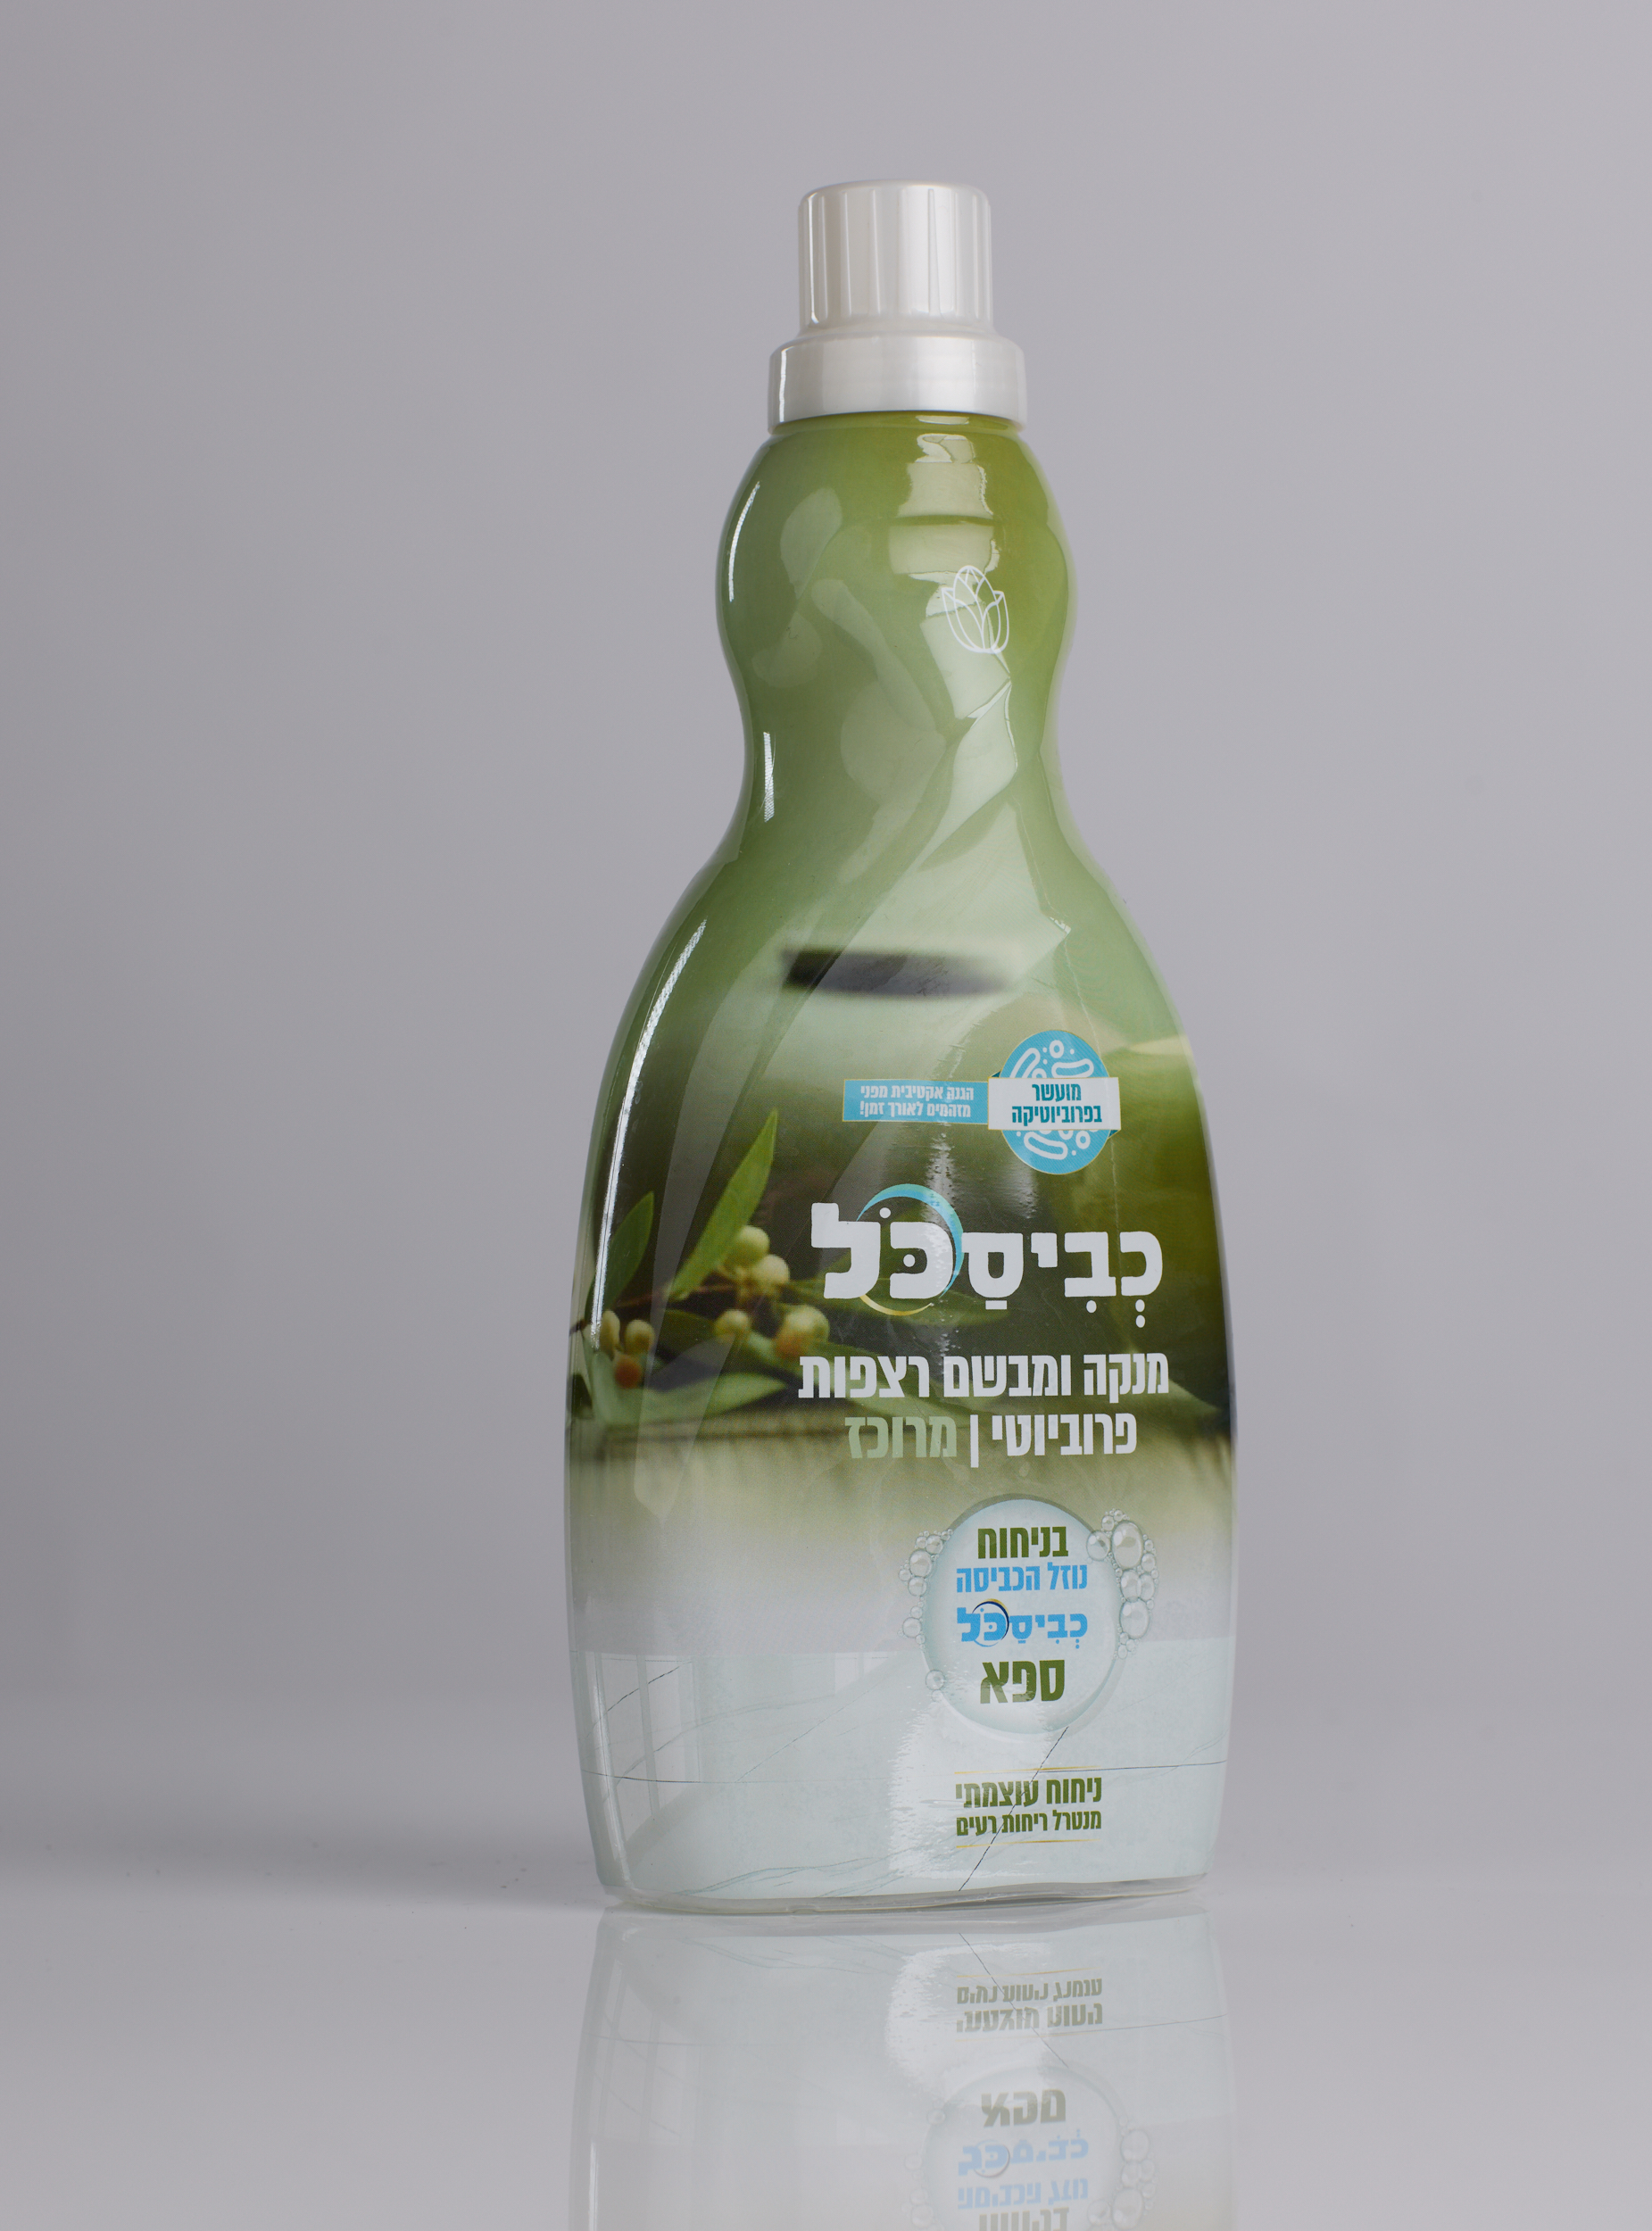 מועשר
בפרוביוטיקה
הגנה אקטיבית מפני
מזהמים לאורך זמן!
כְּבִיסַכֹּל
מנקה ומבשם רצפות
פרוביוטי | מרוכז
בניחוח
נוזל הכביסה
כְּבִיסַכֹּל
ספא
ניחוח עוצמתי
מנטרל ריחות רעים